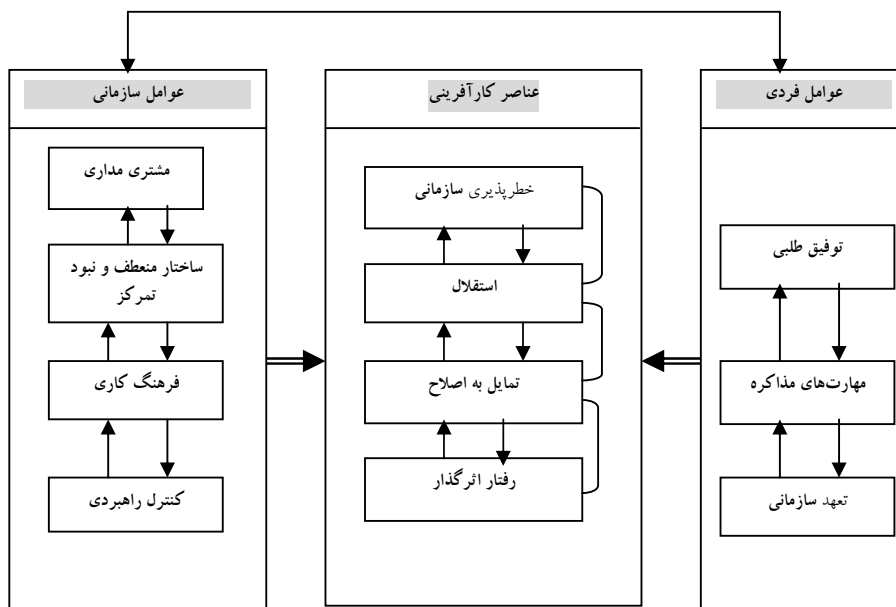 عوامل فردی
توفیق طلبی
مهارت‌های مذاکره
تعهد سازمانی
عناصر کارآفرینی
خطرپذیری سازمانی
استقلال
تمایل به اصلاح
رفتار اثرگذار
عوامل سازمانی
مشتری مداری
ساختار منعطف و نبود
تمرکز
فرهنگ کاری
کنترل راهبردی